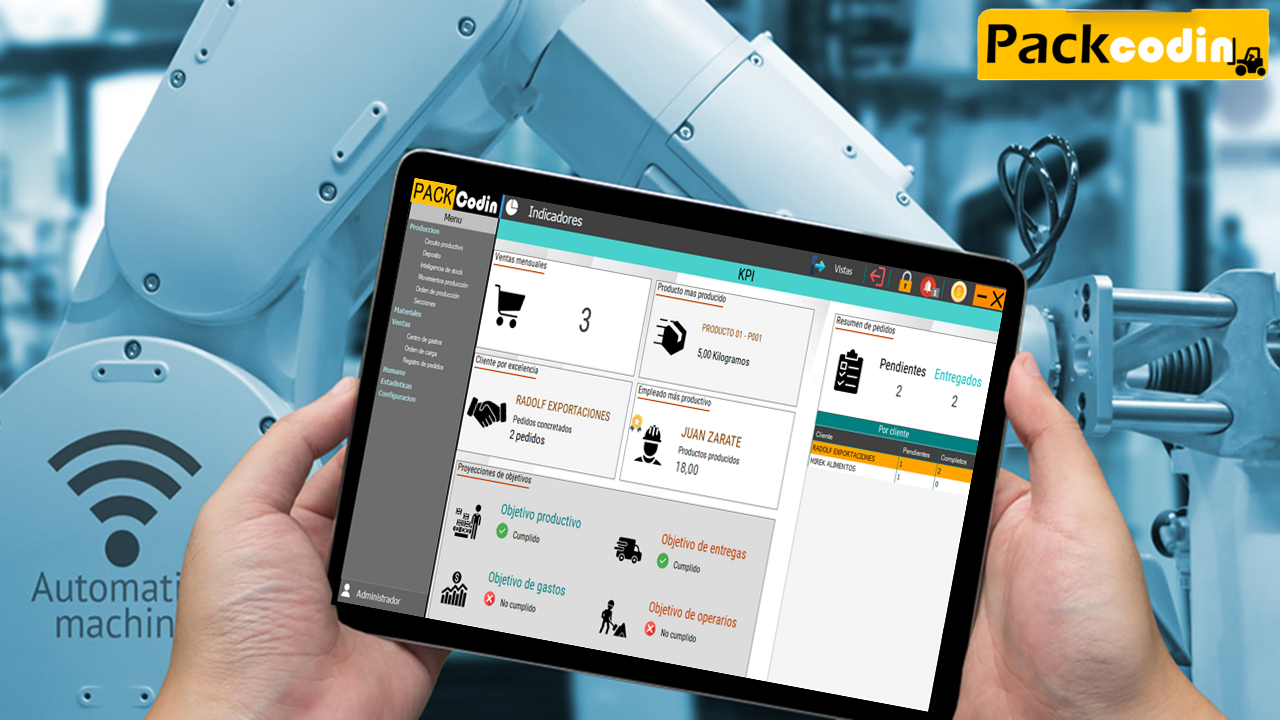 Packcodin
PACK Codin
Menu
Produccion
Circuito productivo
Deposito
Inteligencia de stock
Movimientos producción
Orden de producción
Secciones
Materiales
Ventas
Centro de gastos
Orden de carga
Registro de pedidos
Humano
Estadisticas
Configuracion
Administrador
Indicadores
Vistas
KPI
Ventas mensuales
3
Producto mas producido
PRODUCTO 01 - P001
5,00 Kilogramos
Cliente por excelencia
RADOLF EXPORTACIONES
Pedidos concretados
2 pedidos
Empleado más productivo
JUAN ZARATE
Productos producidos
18,00
Proyecciones de objetivos
Objetivo productivo
Cumplido
Objetivo de entregas
Cumplido
Objetivo de gastos
No cumplido
Objetivo de operarios
No cumplido
Resumen de pedidos
Pendientes Entregados
2 2
Por cliente
Cliente Pendientes Completos
RADOLF EXPORTACIONES 1 2
MIREK ALIMENTOS 1 0
Automati
machin